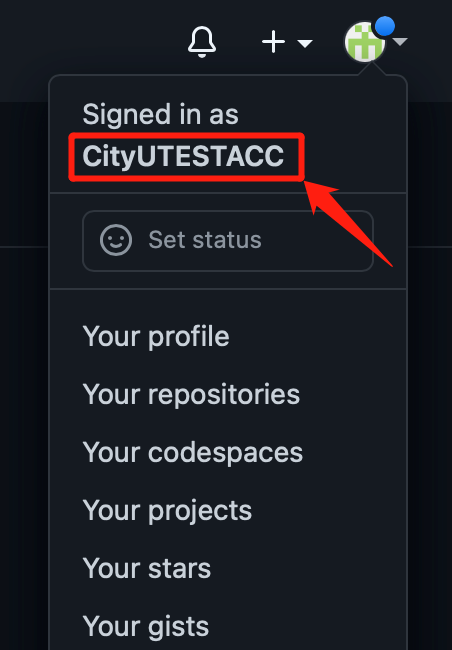 Signed in as
CityUTESTACC
Set status
Your profile
Your repositories
Your codespaces
Your projects
Your stars
Your gists